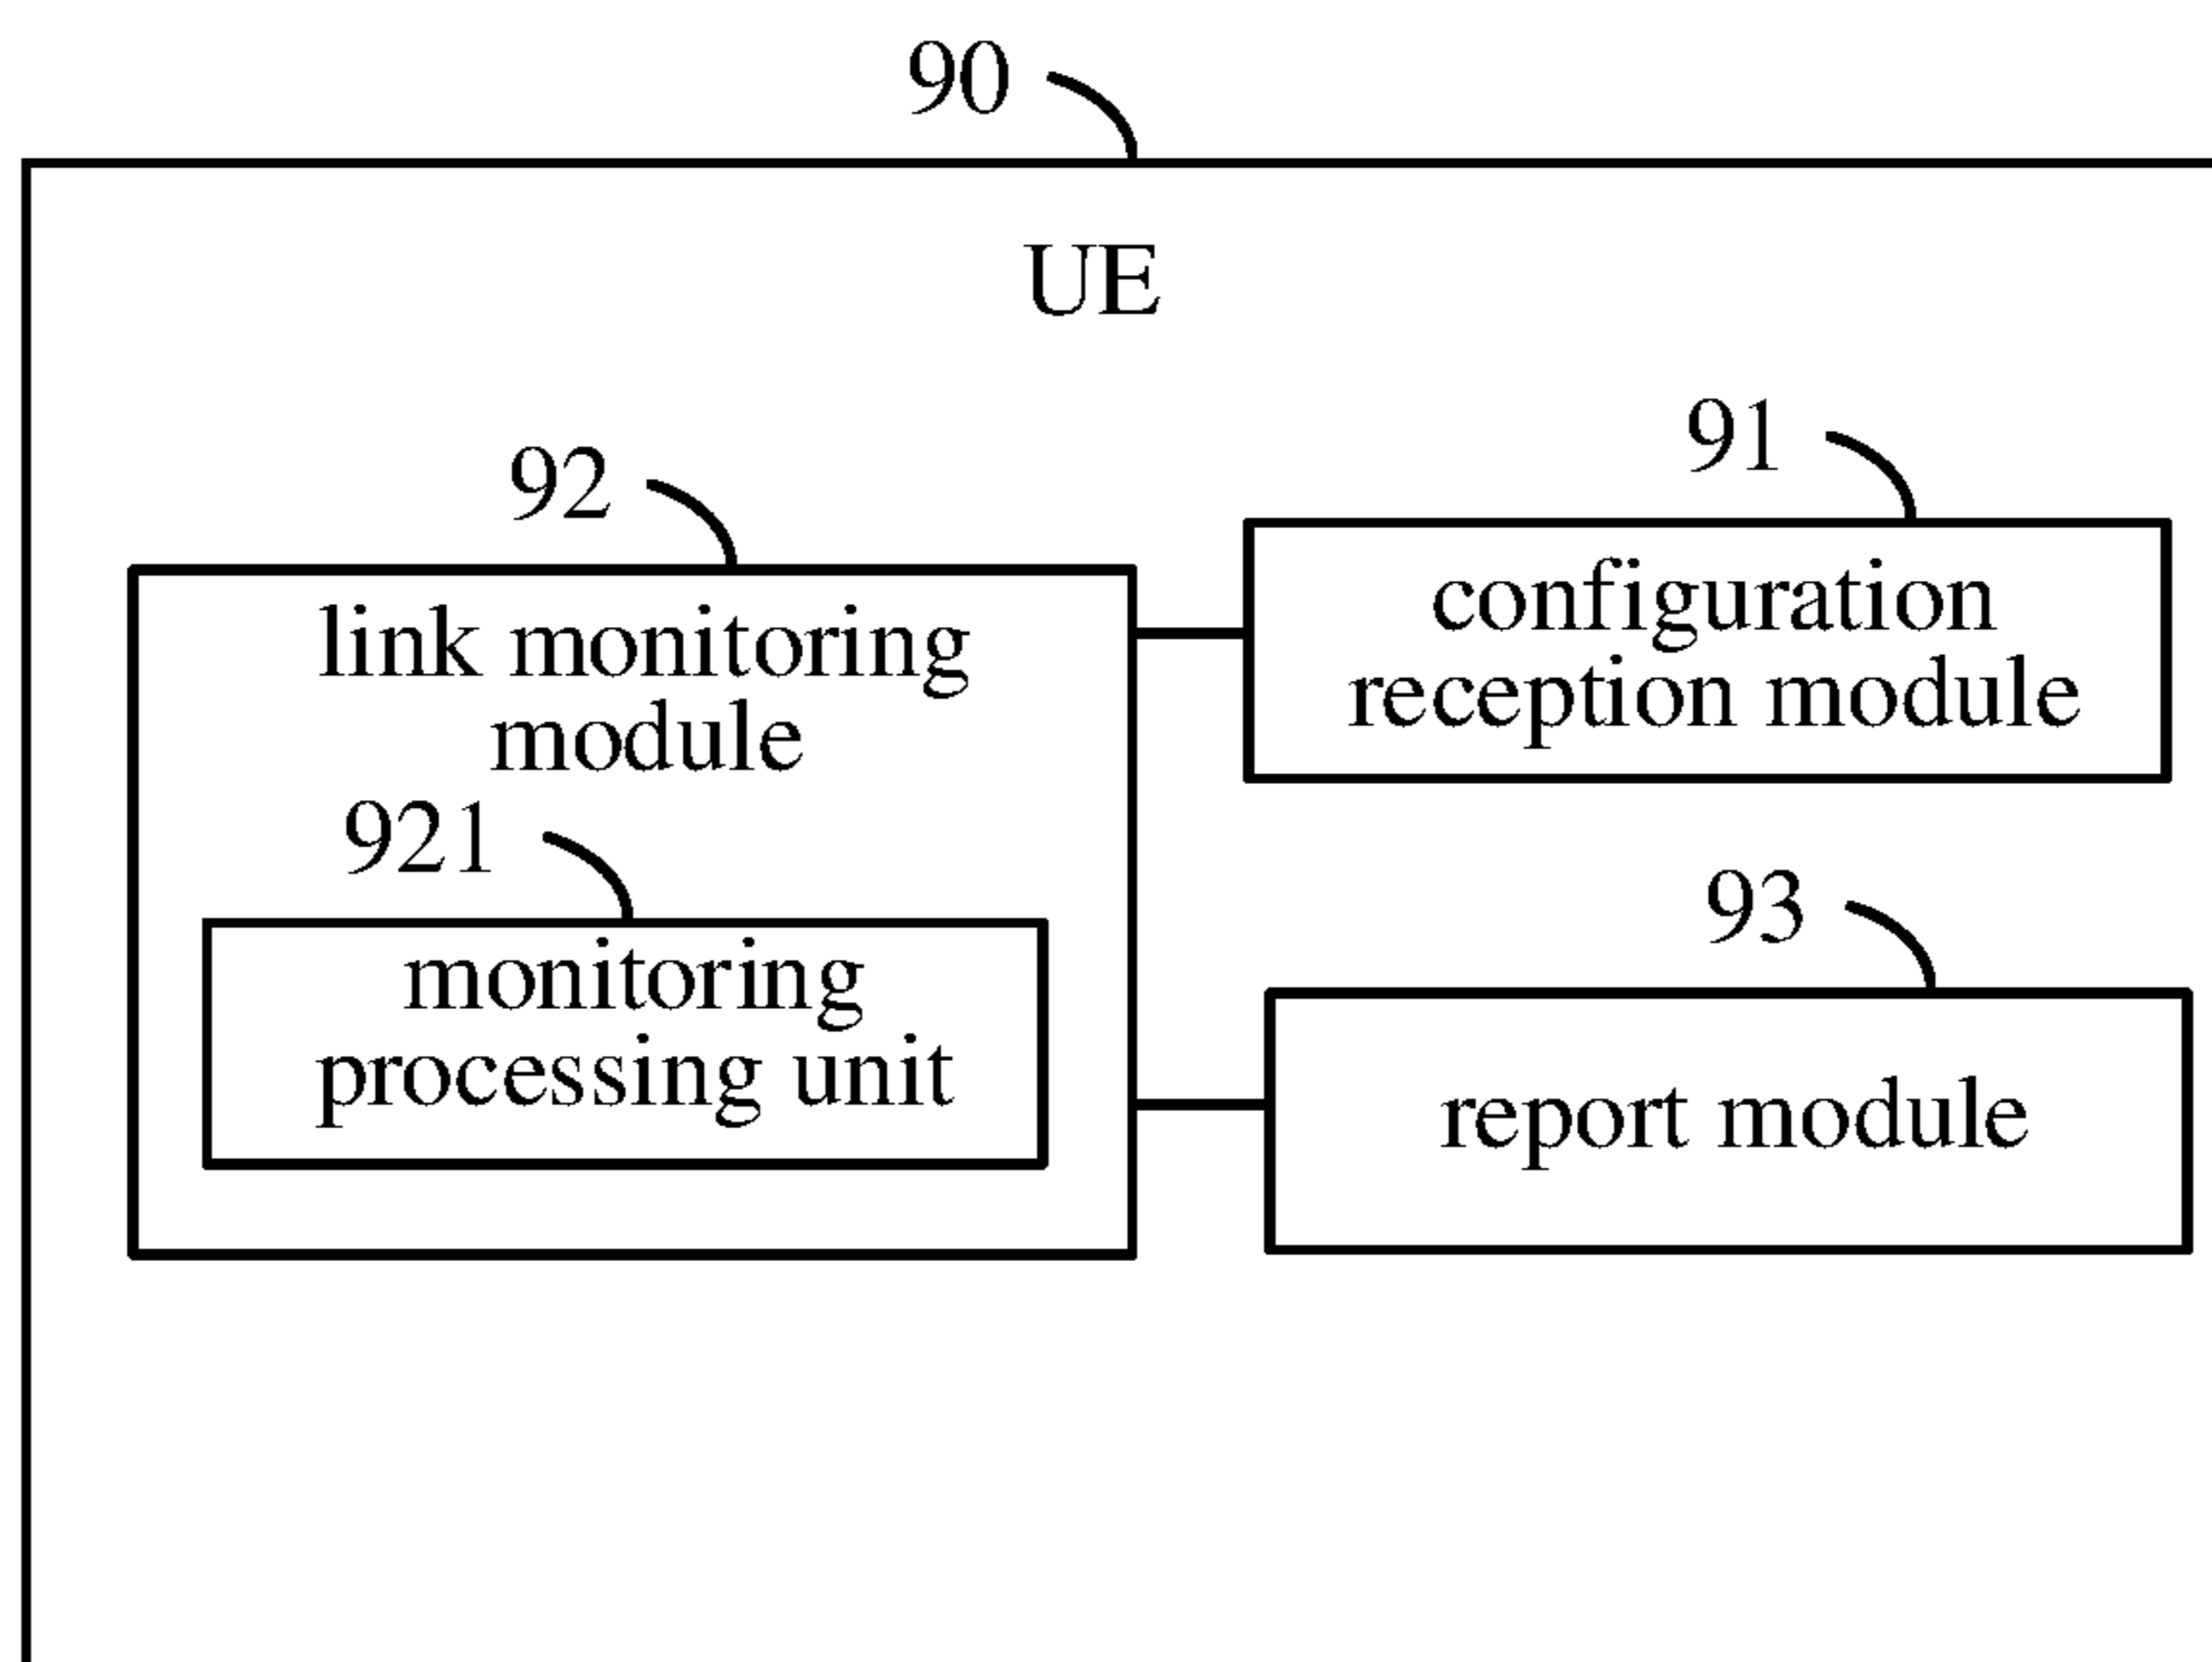 90
UE
92
91
link monitoring
module
configuration
reception module
921
93
monitoring
processing unit
report module